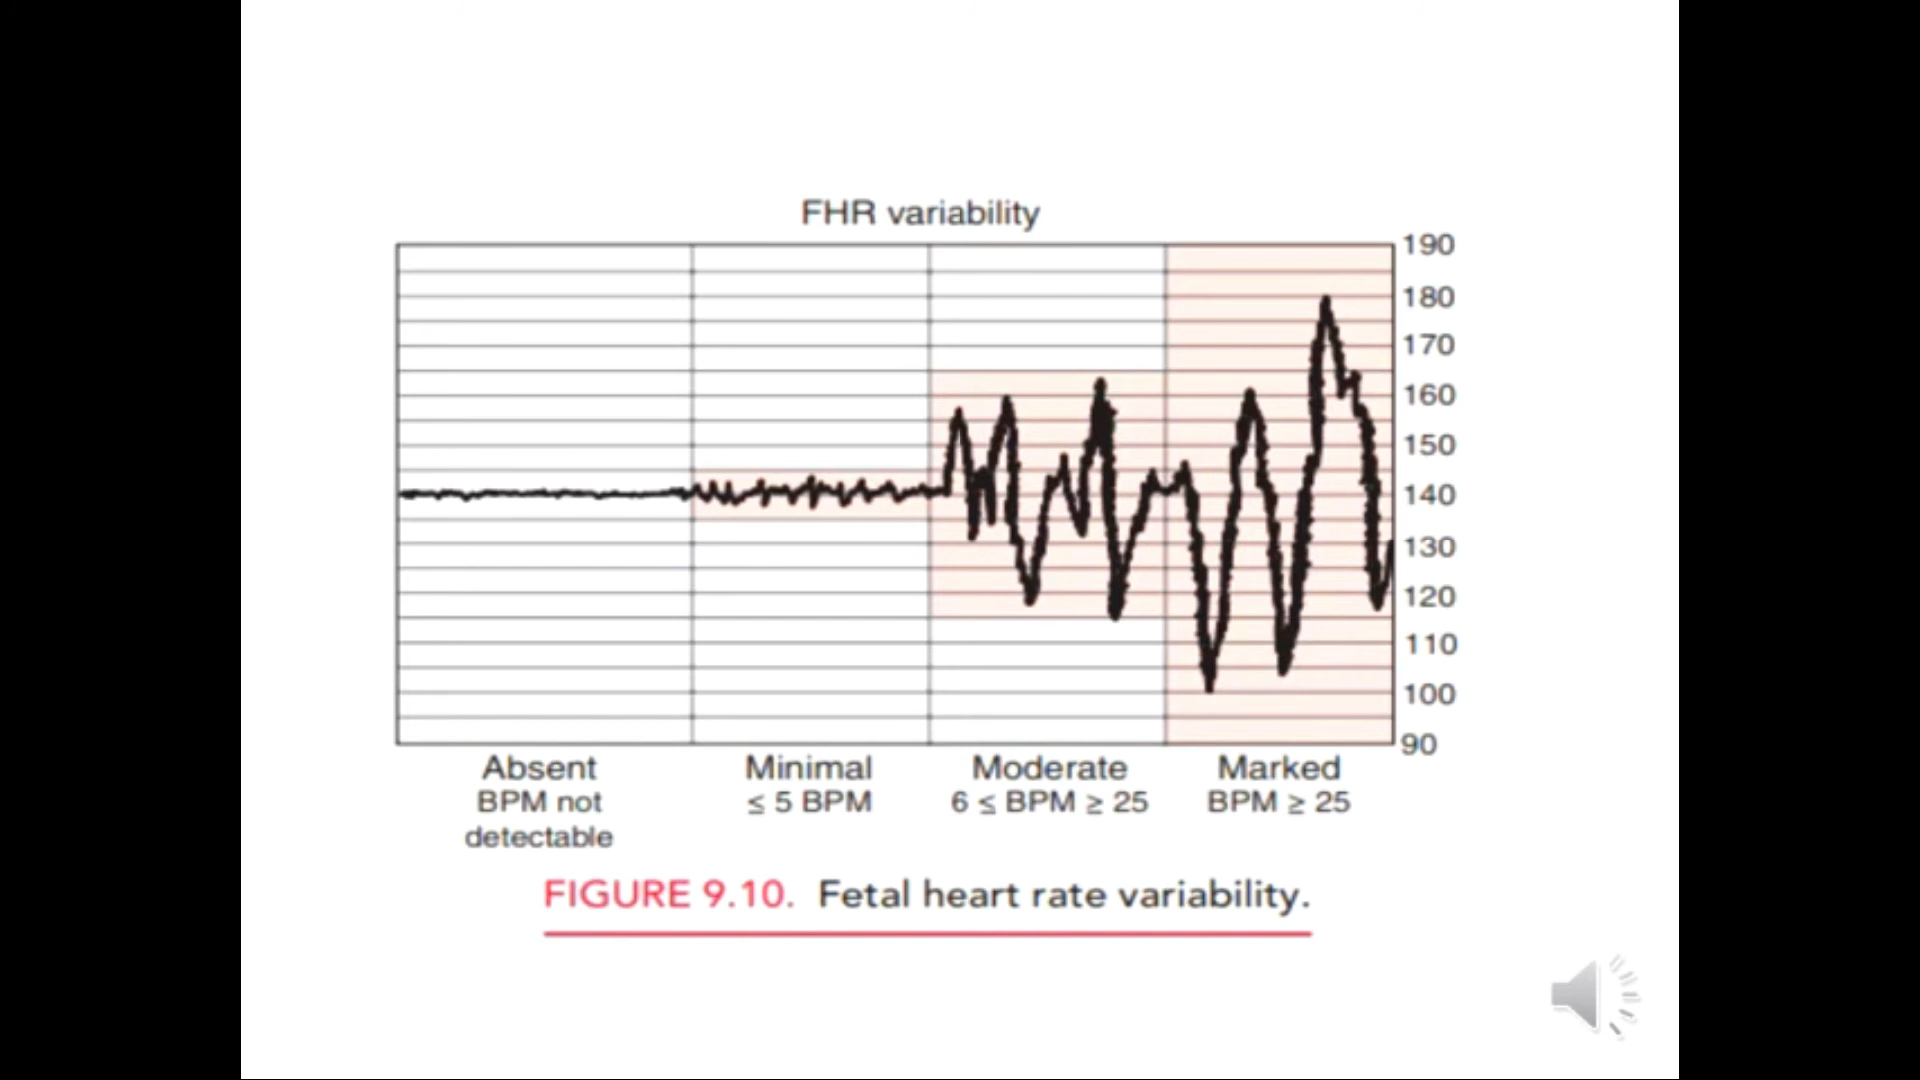 FHR variability
190
180
170
160
150
140
130
120
110
100
90
Absent
BPM not
detectable
Minimal
≤ 5 BPM
Moderate
6 ≤ BPM ≥ 25
Marked
BPM ≥ 25
FIGURE 9.10. Fetal heart rate variability.